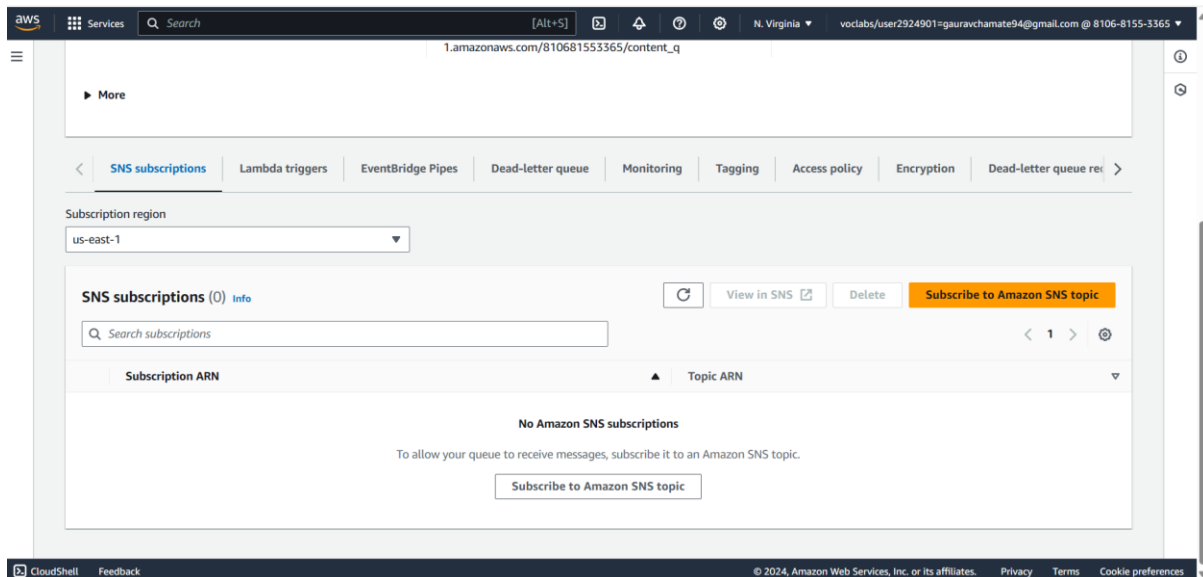 aws Services Search [Alt+S] N. Virginia voclabs/user2924901=gauravchamate94@gmail.com @ 8106-8155-3365
1.amazonaws.com/810681553365/content_q
More
SNS subscriptions Lambda triggers EventBridge Pipes Dead-letter queue Monitoring Tagging Access policy Encryption Dead-letter queue
Subscription region
us-east-1
SNS subscriptions (0) Info View in SNS Delete Subscribe to Amazon SNS topic
Search subscriptions 1
Subscription ARN Topic ARN
No Amazon SNS subscriptions
To allow your queue to receive messages, subscribe it to an Amazon SNS topic.
Subscribe to Amazon SNS topic
CloudShell Feedback © 2024, Amazon Web Services, Inc. or its affiliates. Privacy Terms Cookie preferences